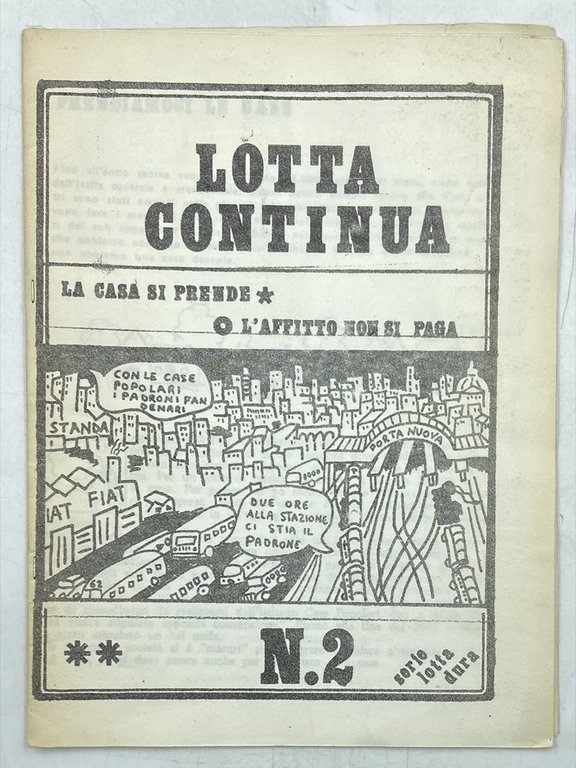 LOTTA
CONTINUA
LA CASA SI PRENDE *
L'AFFITTO NON SI PAGA
CON LE CASE
POPOLARI
I PADRONI FAN
DENARI
STANDA
PORTA NUOVA
IAT FIAT
DUE ORE
ALLA STAZIONE
CI STIA IL
PADRONE
62
** N.2
serie
lotta
dura